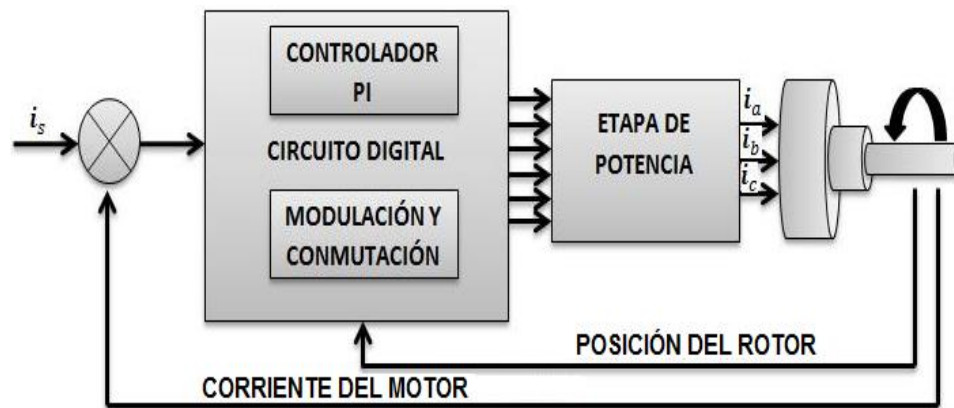 i_s
CONTROLADOR
PI
CIRCUITO DIGITAL
MODULACIÓN Y
CONMUTACIÓN
ETAPA DE
POTENCIA
i_a
i_b
i_c
POSICIÓN DEL ROTOR
CORRIENTE DEL MOTOR